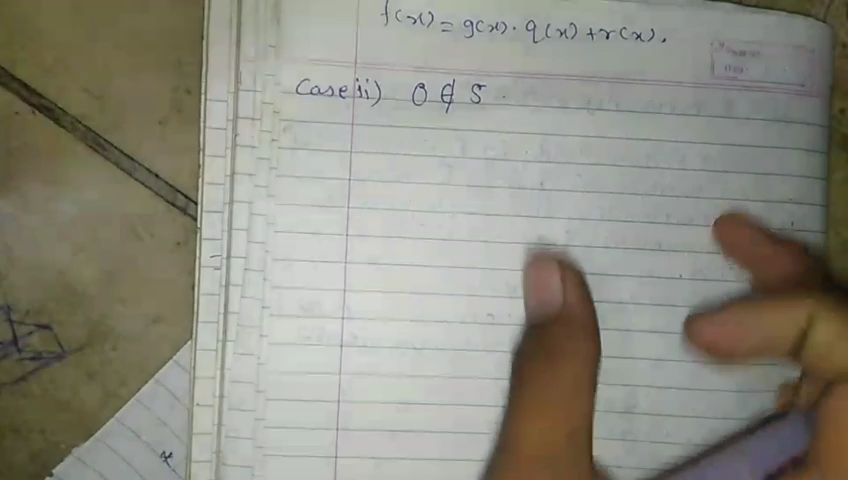 f(x) = g(x) · q(x) + r(x).
Case ii) 0 ∉ S